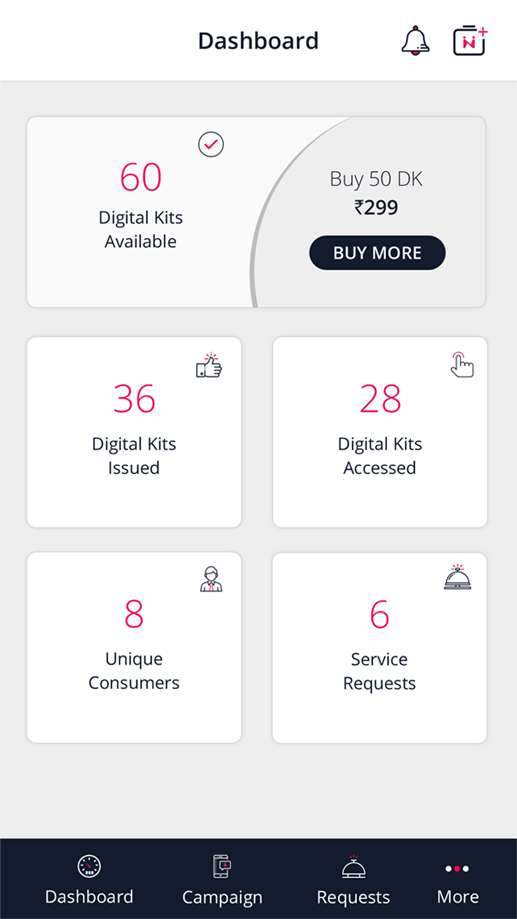 Dashboard
60
Digital Kits
Available
Buy 50 DK
₹299
BUY MORE
36
Digital Kits
Issued
28
Digital Kits
Accessed
8
Unique
Consumers
6
Service
Requests
Dashboard
Campaign
Requests
More